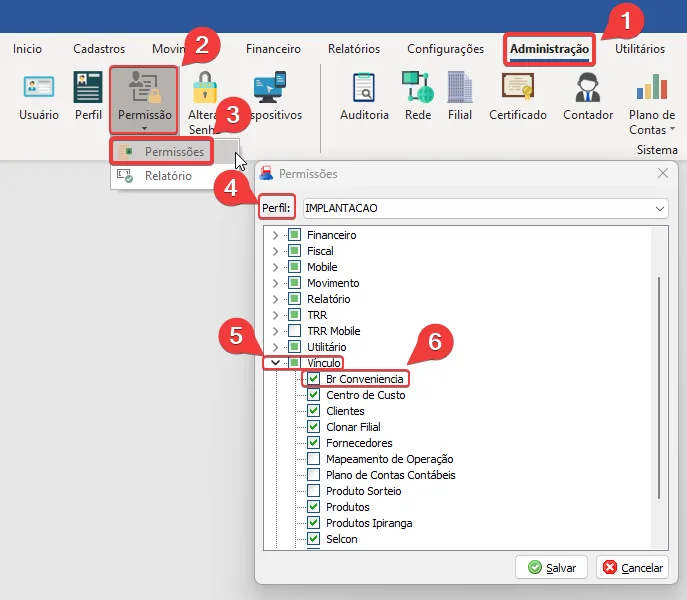 1
Inicio Cadastros Movin 2 Financeiro Relatórios Configurações Administração Utilitários
Usuário Perfil Permissão Altera Senha spositivos Auditoria Rede Filial Certificado Contador Plano de Contas
3
Sistema
Permissões
Relatório
4
Permissões
Perfil: IMPLANTACAO
Financeiro
Fiscal
Mobile
Movimento
Relatório
TRR
TRR Mobile
5
Utilitário
6
Vínculo
Br Conveniencia
Centro de Custo
Clientes
Clonar Filial
Fornecedores
Mapeamento de Operação
Plano de Contas Contábeis
Produto Sorteio
Produtos
Produtos Ipiranga
Selcon
Salvar Cancelar